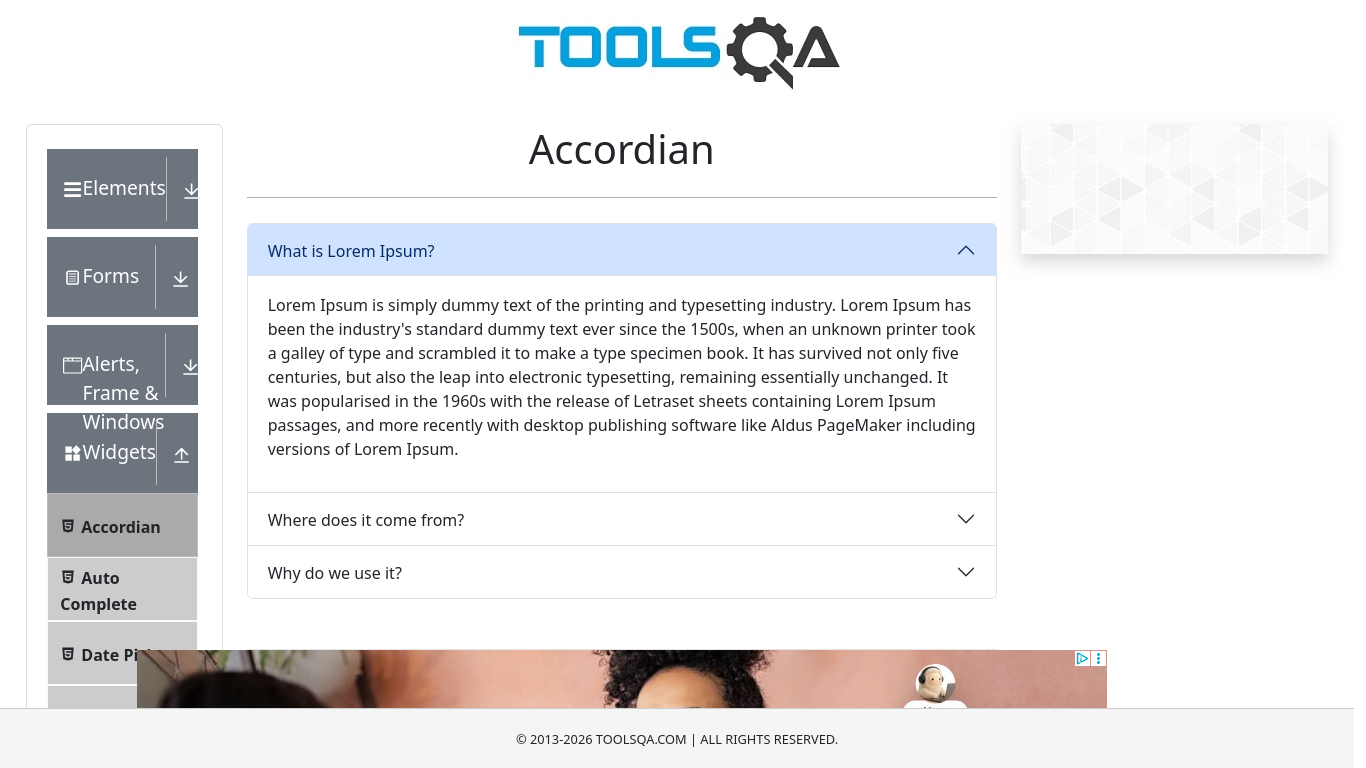 TOOLSQA
Elements
Forms
Alerts,
Frame &
Windows
Widgets
Accordian
Auto
Complete
Date
Accordian
What is Lorem Ipsum?
Lorem Ipsum is simply dummy text of the printing and typesetting industry. Lorem Ipsum has
been the industry's standard dummy text ever since the 1500s, when an unknown printer took
a galley of type and scrambled it to make a type specimen book. It has survived not only five
centuries, but also the leap into electronic typesetting, remaining essentially unchanged. It
was popularised in the 1960s with the release of Letraset sheets containing Lorem Ipsum
passages, and more recently with desktop publishing software like Aldus PageMaker including
versions of Lorem Ipsum.
Where does it come from?
Why do we use it?
© 2013-2026 TOOLSQA.COM | ALL RIGHTS RESERVED.